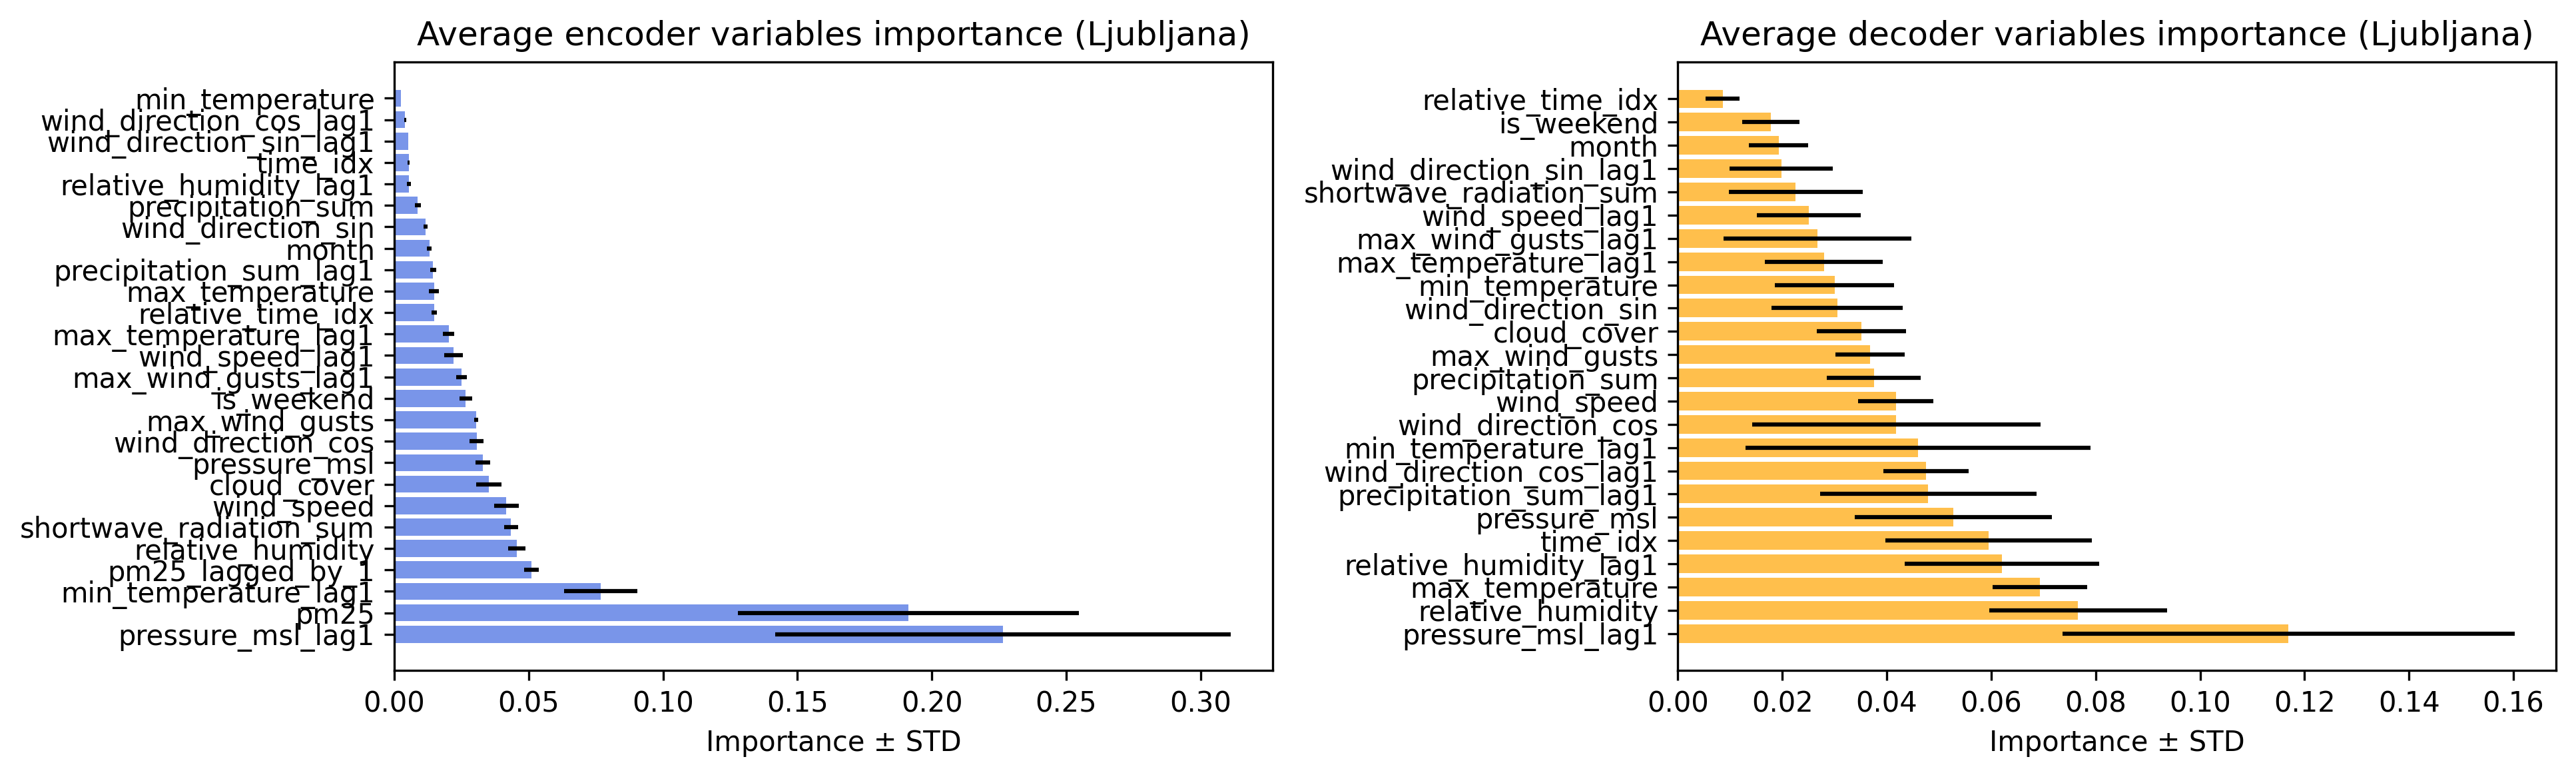 Average encoder variables importance (Ljubljana)
min_temperature
wind_direction_cos_lag1
wind_direction_sin_lag1
time_idx
relative_humidity_lag1
precipitation_sum
wind_direction_sin
month
precipitation_sum_lag1
max_temperature
relative_time_idx
max_temperature_lag1
wind_speed_lag1
max_wind_gusts_lag1
is_weekend
max_wind_gusts
wind_direction_cos
pressure_msl
cloud_cover
wind_speed
shortwave_radiation_sum
relative_humidity
pm25_lagged_by_1
min_temperature_lag1
pm25
pressure_msl_lag1
0.00 0.05 0.10 0.15 0.20 0.25 0.30
Importance ± STD
Average decoder variables importance (Ljubljana)
relative_time_idx
is_weekend
month
wind_direction_sin_lag1
shortwave_radiation_sum
wind_speed_lag1
max_wind_gusts_lag1
max_temperature_lag1
min_temperature
wind_direction_sin
cloud_cover
max_wind_gusts
precipitation_sum
wind_speed
wind_direction_cos
min_temperature_lag1
wind_direction_cos_lag1
precipitation_sum_lag1
pressure_msl
time_idx
relative_humidity_lag1
max_temperature
relative_humidity
pressure_msl_lag1
0.00 0.02 0.04 0.06 0.08 0.10 0.12 0.14 0.16
Importance ± STD